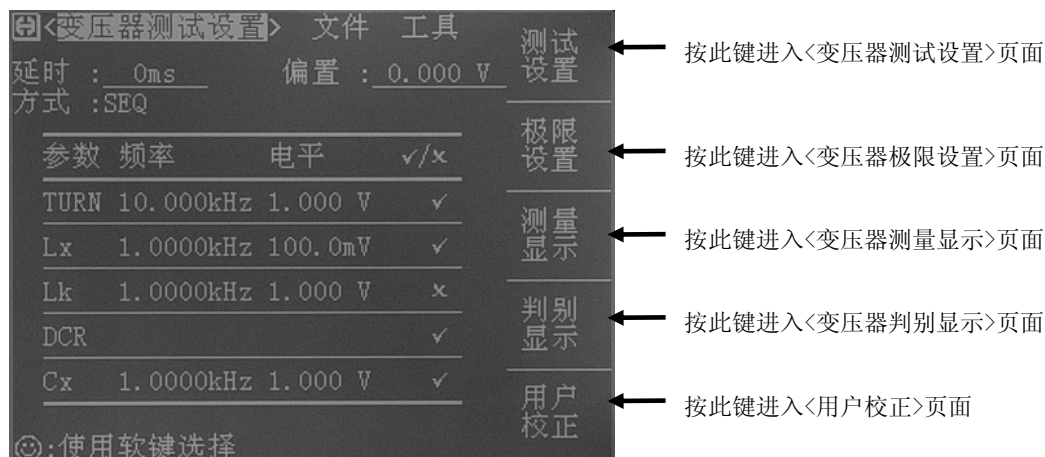 <变压器测试设置> 文件 工具
延时 : 0ms 偏置 : 0.000 V
方式 :SEQ
参数 频率 电平 ✓/×
TURN 10.000kHz 1.000 V ✓
Lx 1.0000kHz 100.0mV ✓
Lk 1.0000kHz 1.000 V ×
DCR ✓
Cx 1.0000kHz 1.000 V ✓
:使用软键选择
测试
设置
极限
设置
测量
显示
判别
显示
用户
校正
按此键进入<变压器测试设置>页面
按此键进入<变压器极限设置>页面
按此键进入<变压器测量显示>页面
按此键进入<变压器判别显示>页面
按此键进入<用户校正>页面